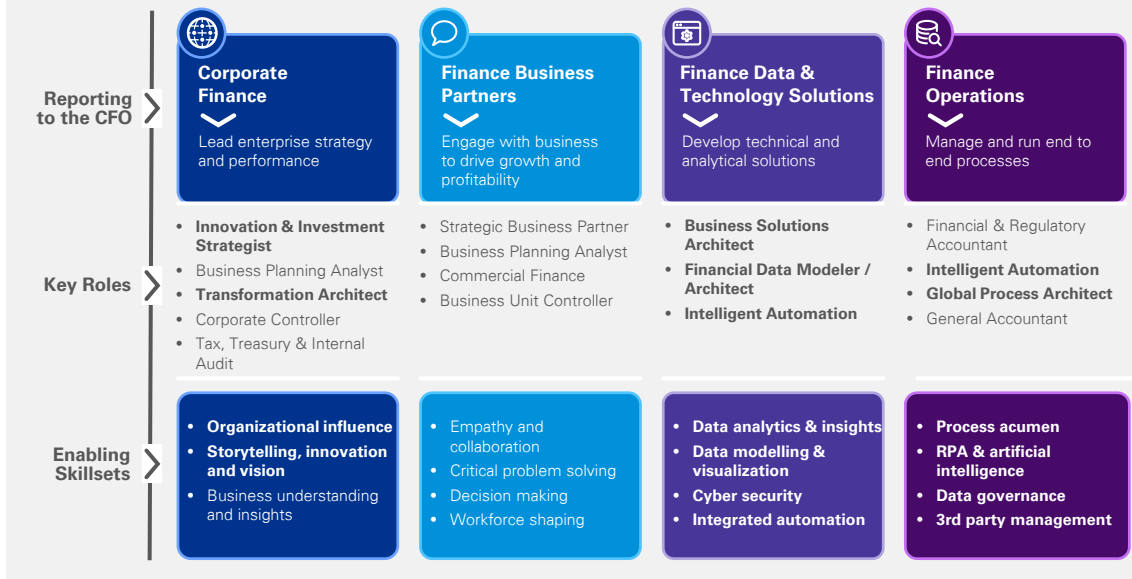 Reporting
to the CFO
Corporate
Finance
Lead enterprise strategy
and performance
Finance Business
Partners
Engage with business
to drive growth and
profitability
Finance Data &
Technology Solutions
Develop technical and
analytical solutions
Finance
Operations
Manage and run end to
end processes
Key Roles
• Innovation & Investment
Strategist
• Business Planning Analyst
• Transformation Architect
• Corporate Controller
• Tax, Treasury & Internal
Audit
• Strategic Business Partner
• Business Planning Analyst
• Commercial Finance
• Business Unit Controller
• Business Solutions
Architect
• Financial Data Modeler /
Architect
• Intelligent Automation
• Financial & Regulatory
Accountant
• Intelligent Automation
• Global Process Architect
• General Accountant
Enabling
Skillsets
• Organizational influence
• Storytelling, innovation
and vision
• Business understanding
and insights
• Empathy and
collaboration
• Critical problem solving
• Decision making
• Workforce shaping
• Data analytics & insights
• Data modelling &
visualization
• Cyber security
• Integrated automation
• Process acumen
• RPA & artificial
intelligence
• Data governance
• 3rd party management